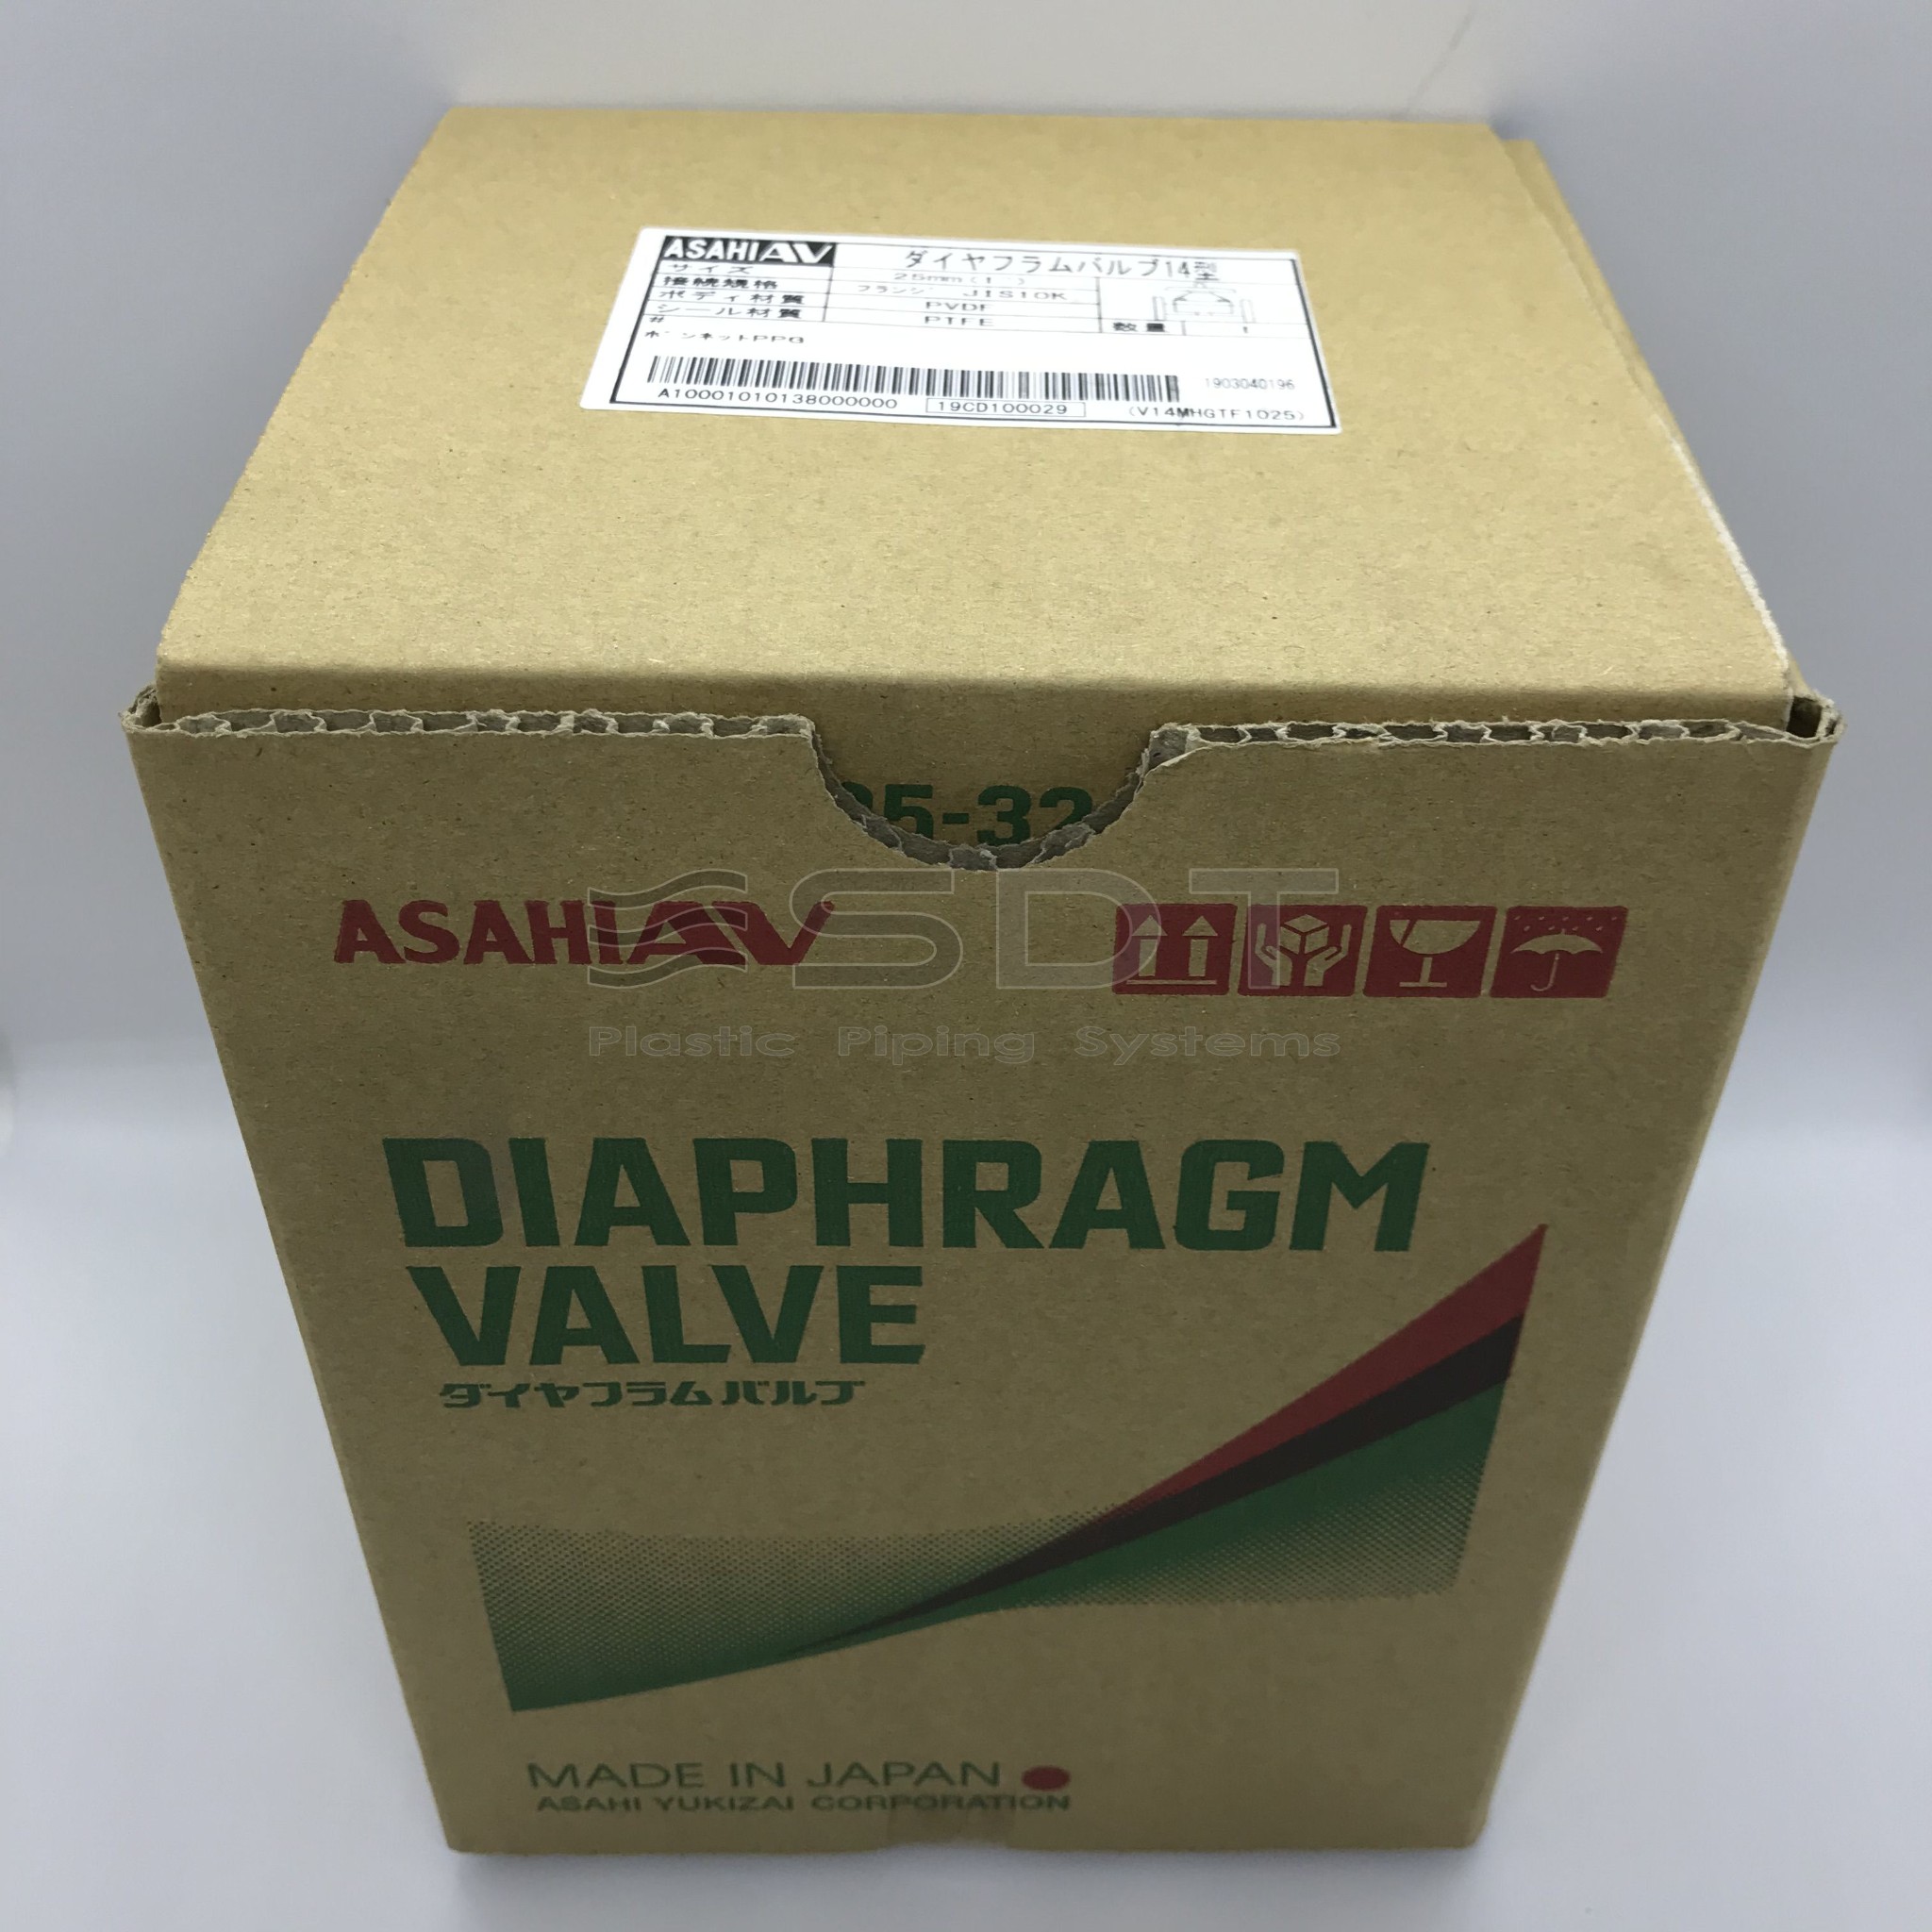 ASAHI AV ダイヤフラムバルブ14型
サイズ 25mm(1)
接続規格 フランジ JIS10K
ボディ材質 PVDF
シール材質 PTFE 数量 1
#
ボンネットPPG
1903040196
A10001010138000000 19CD100029 (V14MHGTF1025)
25-32
ASAHI AV
SDT
Plastic Piping Systems
DIAPHRAGM
VALVE
ダイヤフラムバルブ
MADE IN JAPAN
ASAHI YUKIZAI CORPORATION